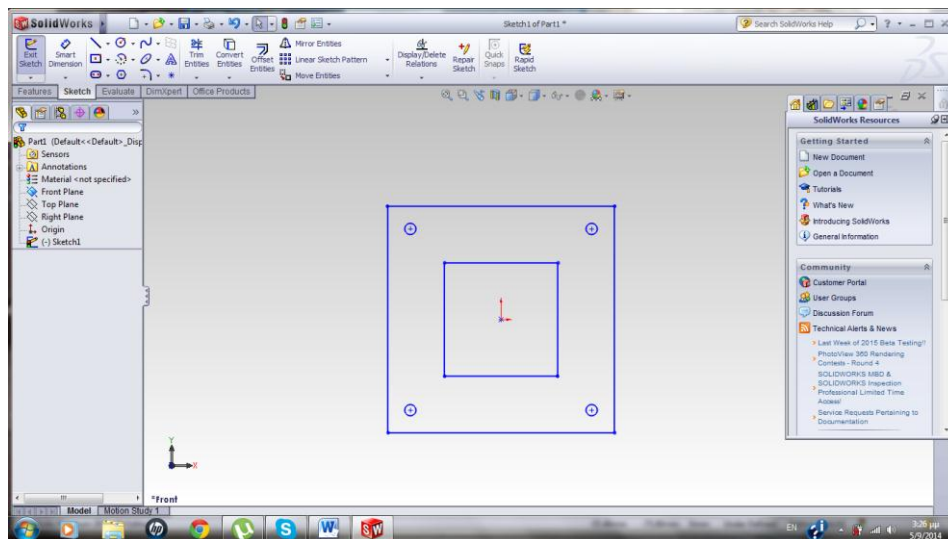 SolidWorks
Sketch1 of Part1 *
Search SolidWorks Help
Exit Sketch
Smart Dimension
Trim Entities
Convert Entities
Offset Entities
Mirror Entities
Linear Sketch Pattern
Move Entities
Display/Delete Relations
Repair Sketch
Quick Snaps
Rapid Sketch
Features
Sketch
Evaluate
DimXpert
Office Products
Part1 (Default<<Default>_Disp
Sensors
Annotations
Material <not specified>
Front Plane
Top Plane
Right Plane
Origin
(-) Sketch1
Y
X
*Front
Model
Motion Study 1
SolidWorks Resources
Getting Started
New Document
Open a Document
Tutorials
What's New
Introducing SolidWorks
General Information
Community
Customer Portal
User Groups
Discussion Forum
Technical Alerts & News
Last Week of 2015 Beta Testing!!
PhotoView 360 Rendering
Contests - Round 4
SOLIDWORKS MBD &
SOLIDWORKS Inspection
Professional Limited Time
Access!
Service Requests Pertaining to
Documentation
EN
3:26 μμ
5/9/2014